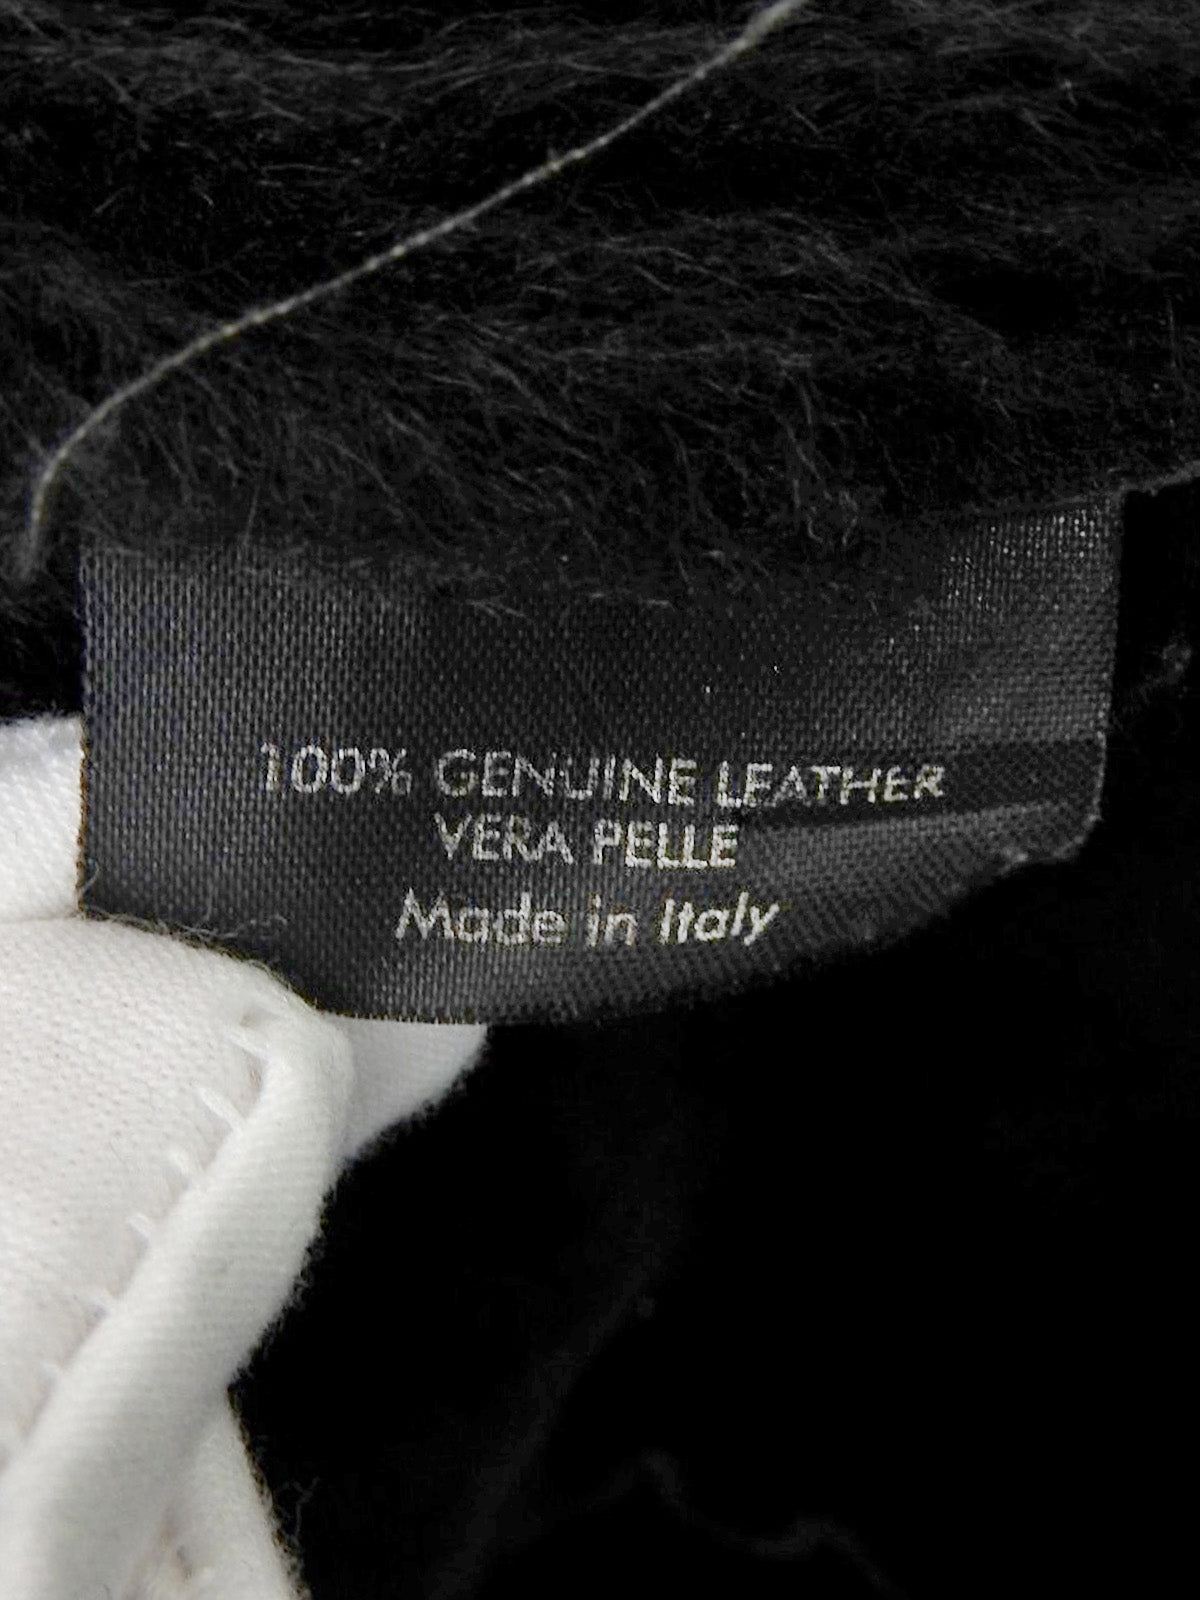 100% GENUINE LEATHER
VERA PELLE
Made in Italy